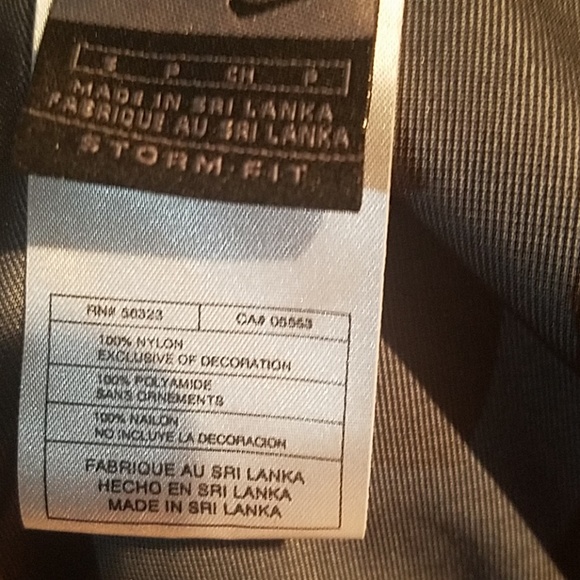 S P CH P
MADE IN SRI LANKA
FABRIQUE AU SRI LANKA
STORM-FIT
RN# 56323 CA# 05553
100% NYLON
EXCLUSIVE OF DECORATION
100% POLYAMIDE
SANS ORNEMENTS
100% NAILON
NO INCLUYE LA DECORACION
FABRIQUE AU SRI LANKA
HECHO EN SRI LANKA
MADE IN SRI LANKA